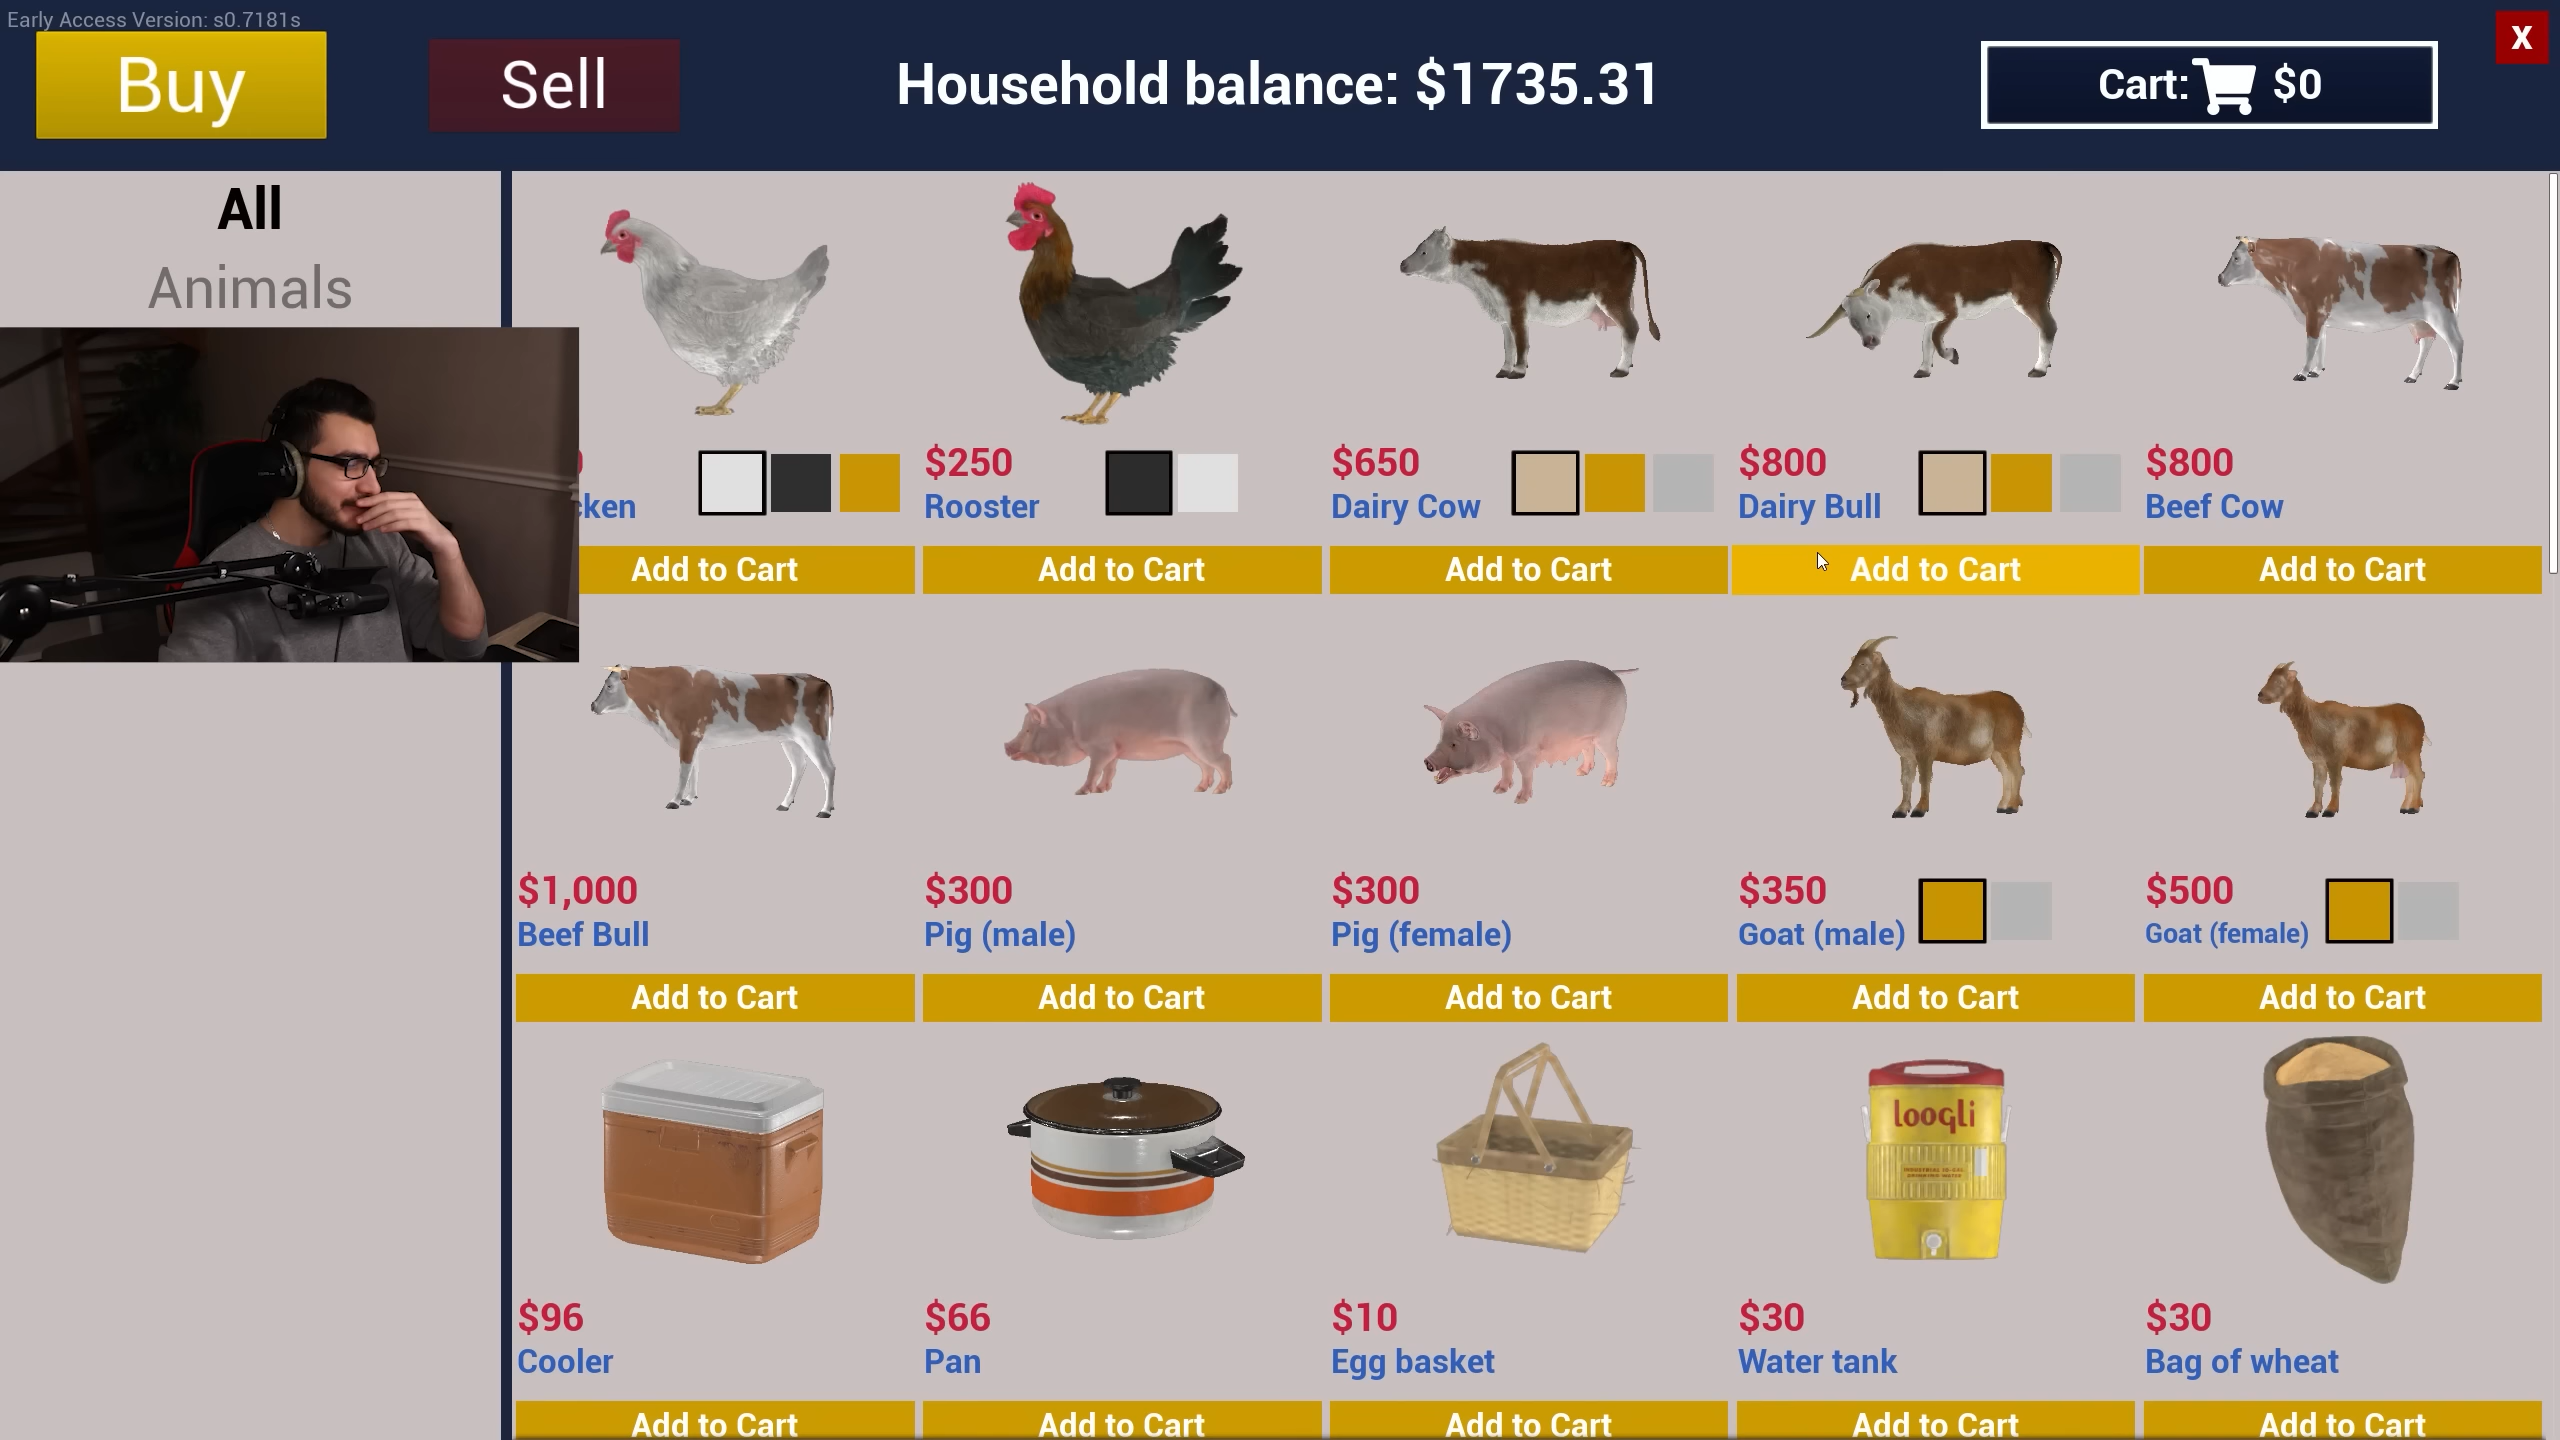 Early Access Version: s0.7181s
Buy
Sell
Household balance: $1735.31
Cart: $0
X
All
Animals
$250
$650
$800
$800
Rooster
Dairy Cow
Dairy Bull
Beef Cow
Add to Cart
Add to Cart
Add to Cart
Add to Cart
Add to Cart
$1,000
$300
$300
$350
$500
Beef Bull
Pig (male)
Pig (female)
Goat (male)
Goat (female)
Add to Cart
Add to Cart
Add to Cart
Add to Cart
Add to Cart
looqli
$96
$66
$10
$30
$30
Cooler
Pan
Egg basket
Water tank
Bag of wheat
Add to Cart
Add to Cart
Add to Cart
Add to Cart
Add to Cart